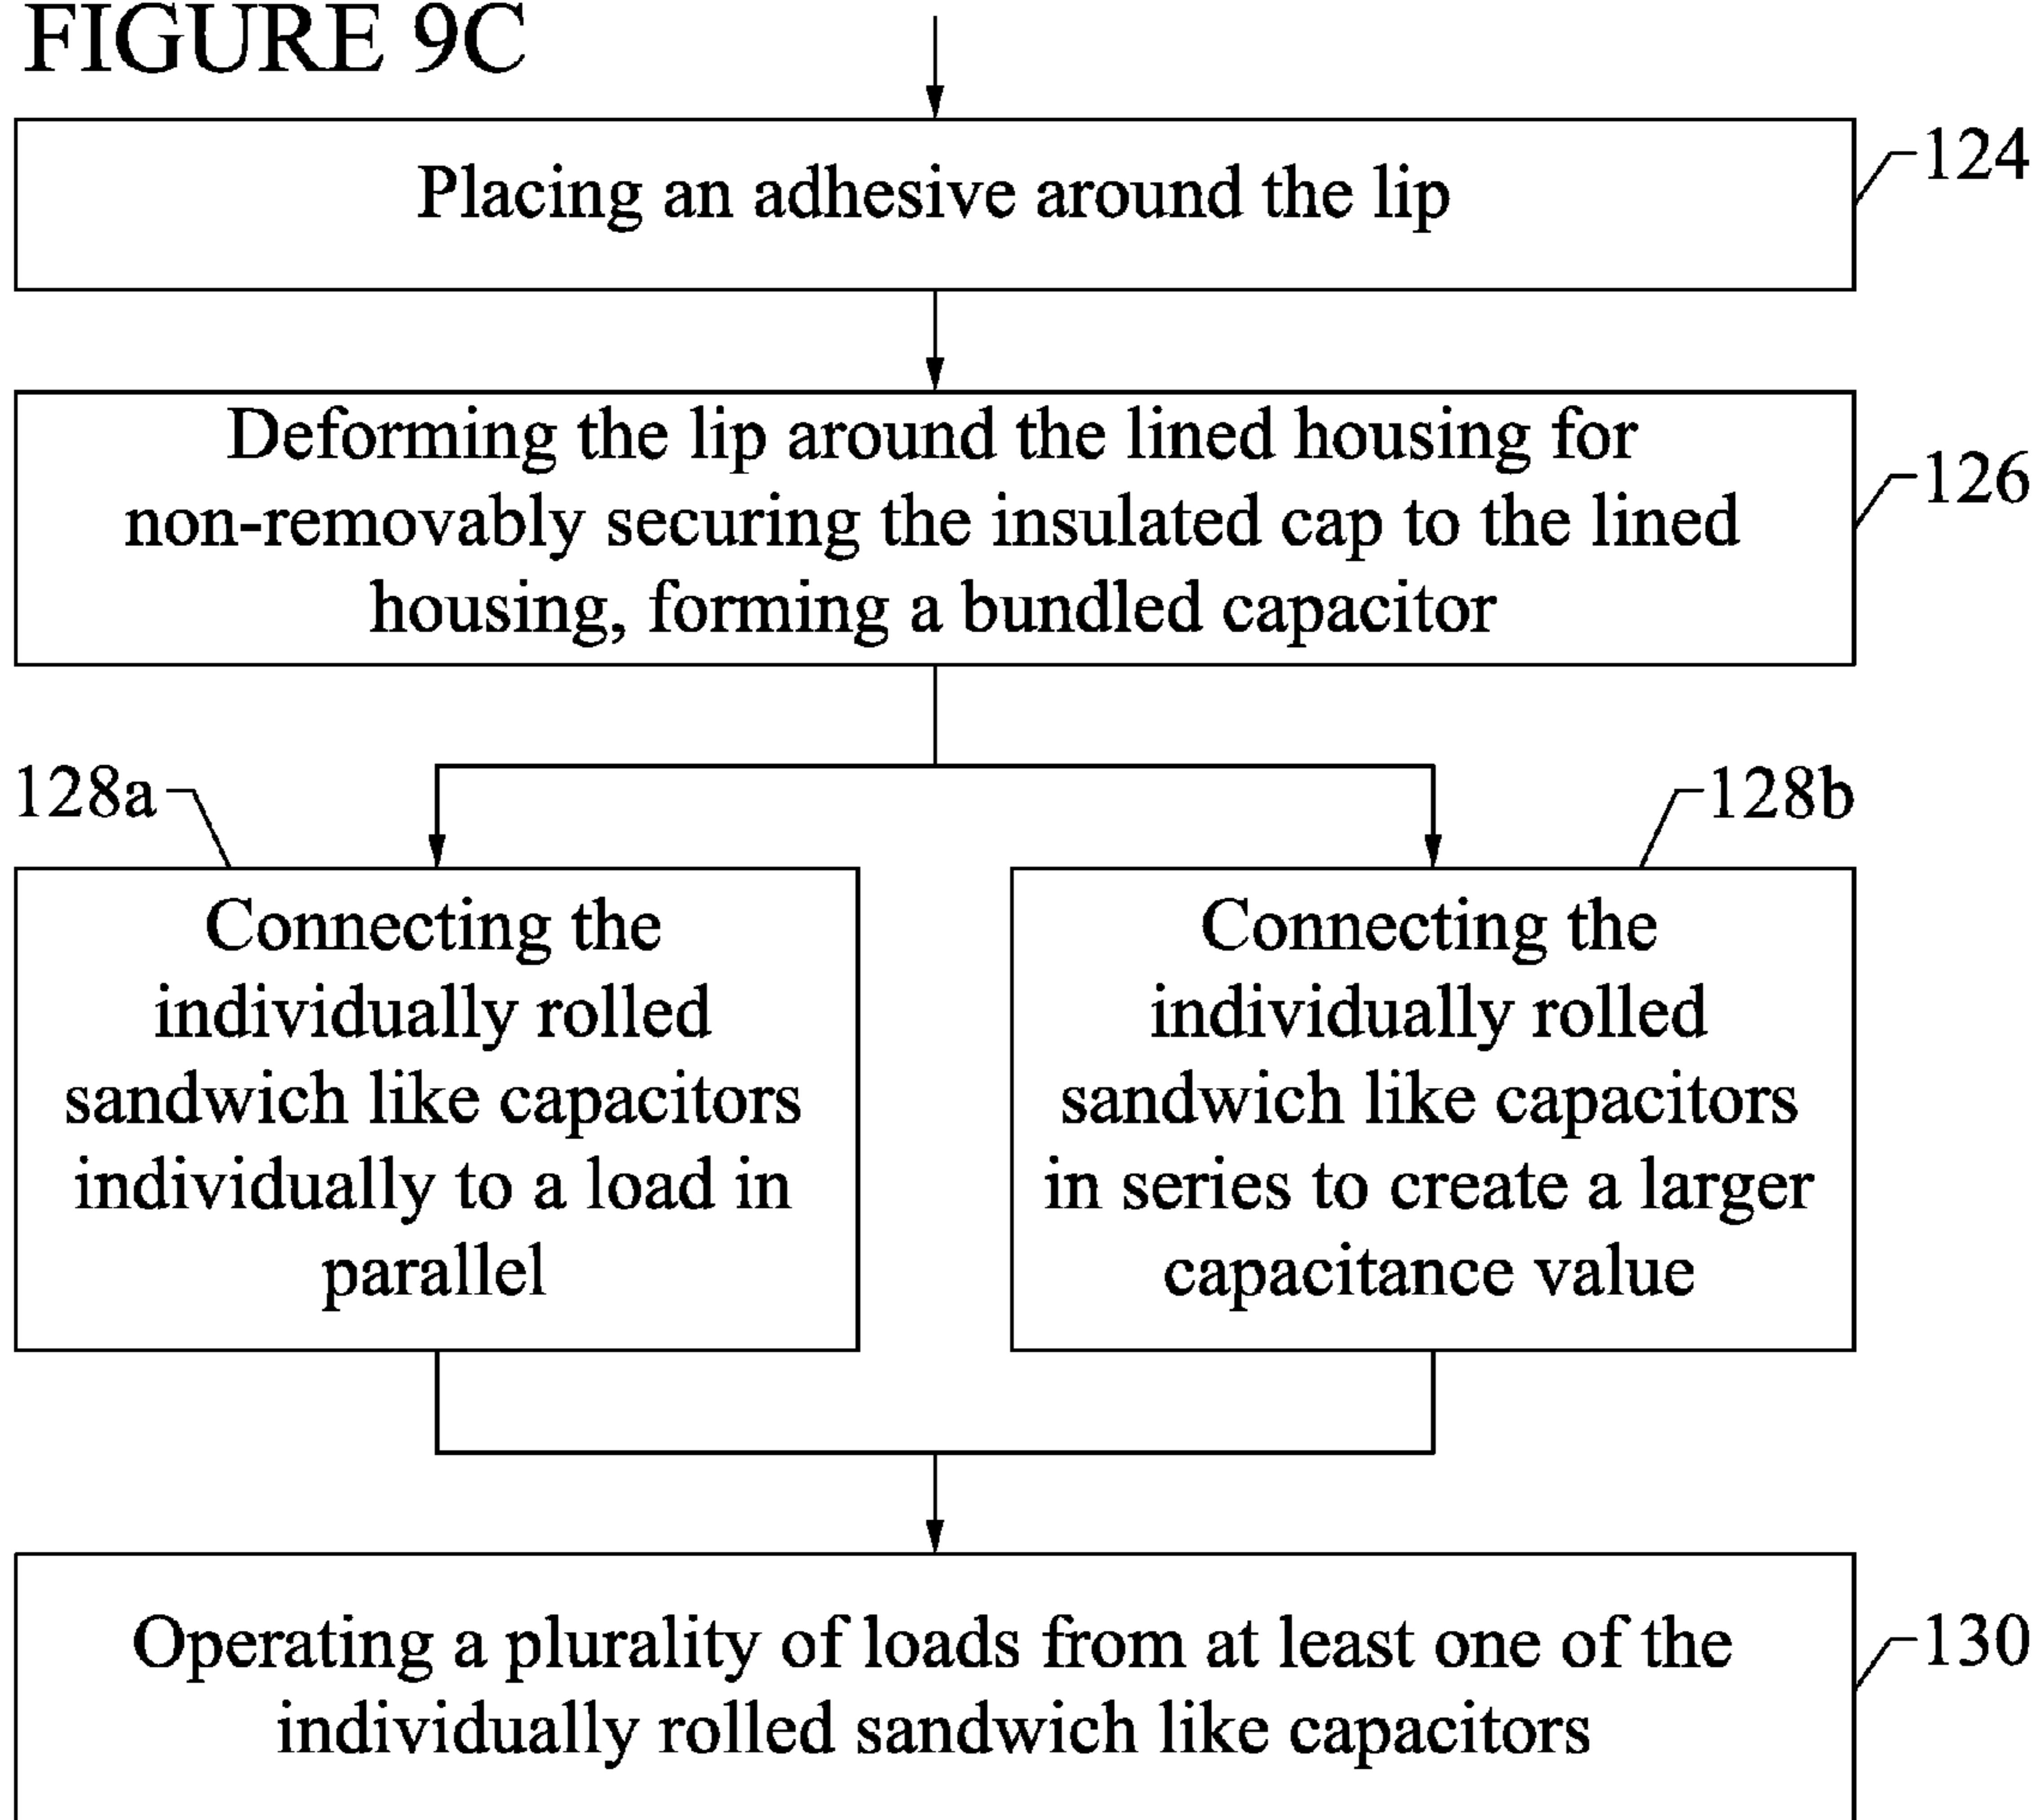 FIGURE 9C
Placing an adhesive around the lip
124
Deforming the lip around the lined housing for
non-removably securing the insulated cap to the lined
housing, forming a bundled capacitor
126
128a
128b
Connecting the
individually rolled
sandwich like capacitors
individually to a load in
parallel
Connecting the
individually rolled
sandwich like capacitors
in series to create a larger
capacitance value
Operating a plurality of loads from at least one of the
individually rolled sandwich like capacitors
130